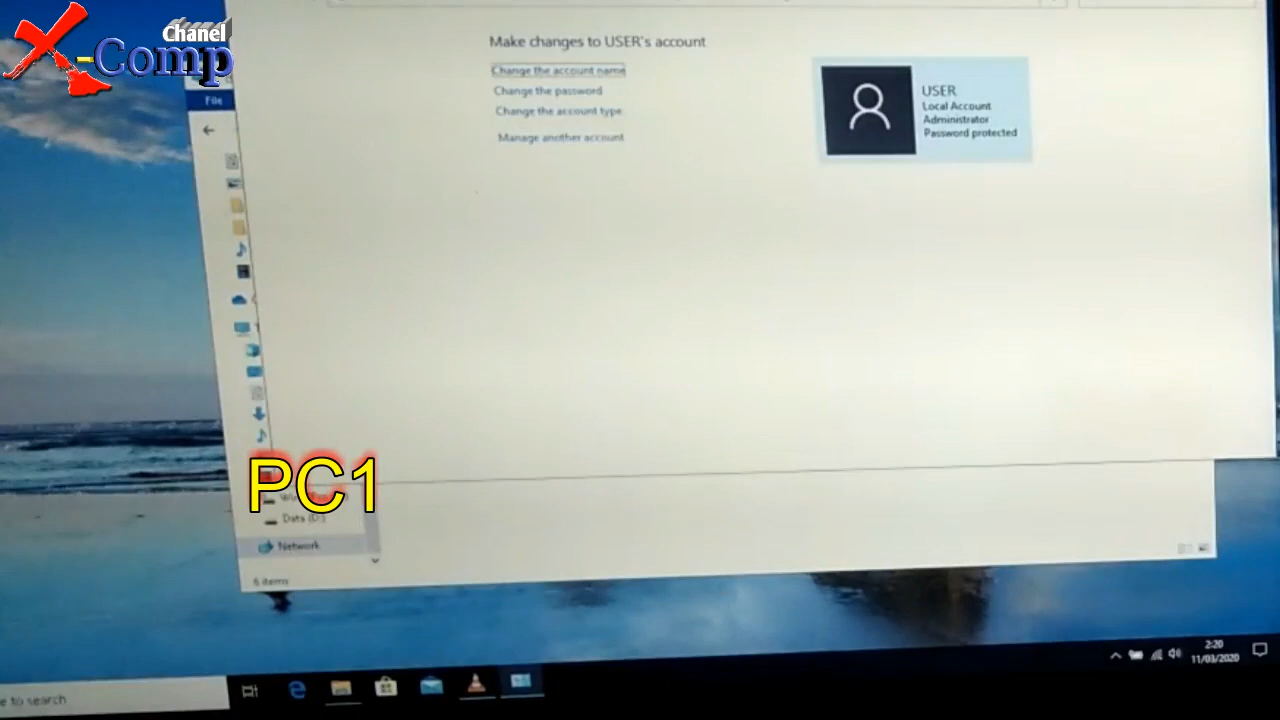 Chanel
X-Comp
File
Make changes to USER's account
Change the account name
Change the password
Change the account type
Manage another account
USER
Local Account
Administrator
Password protected
PC1
Data (D:)
Network
6 items
e to search
2:20
11/03/2020